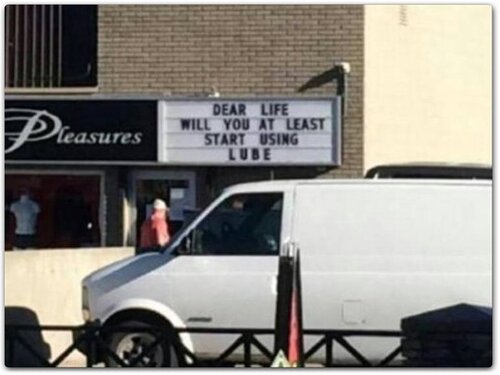 Pleasures
DEAR LIFE
WILL YOU AT LEAST
START USING
LUBE